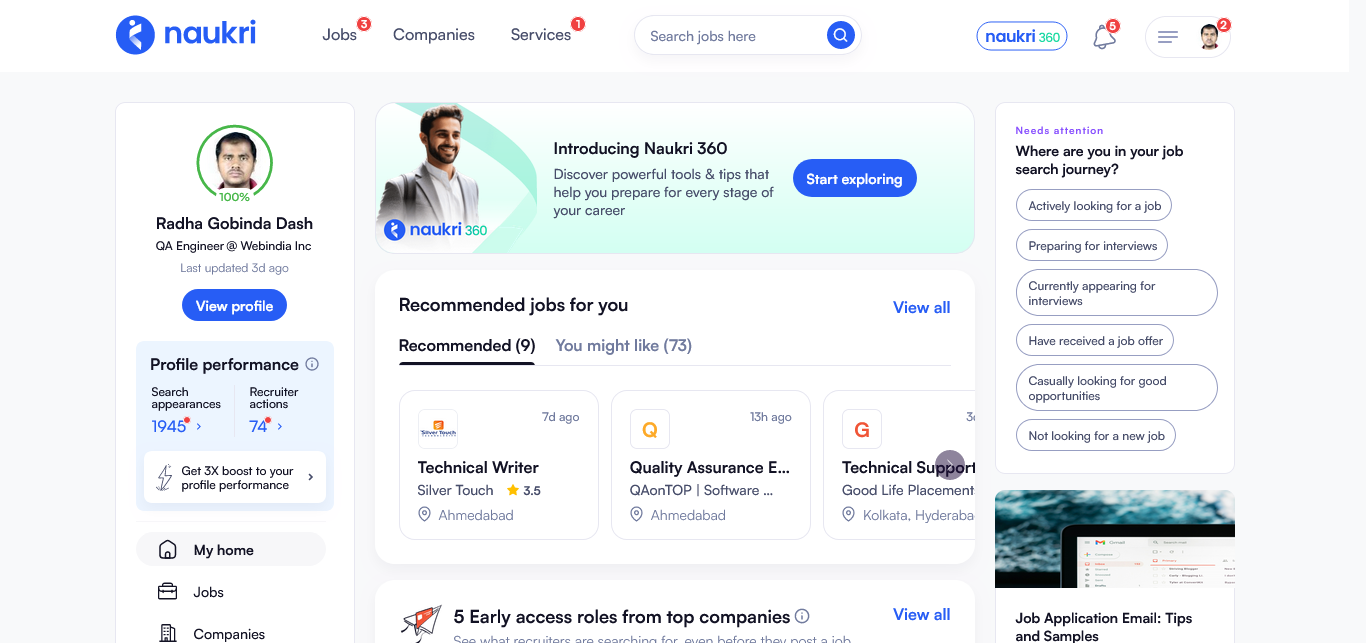 naukri
Jobs 3
Companies
Services 1
Search jobs here
naukri 360
5
2
100%
Radha Gobinda Dash
QA Engineer @ Webindia Inc
Last updated 3d ago
View profile
Profile performance
Search
appearances
1945
Recruiter
actions
74
Get 3X boost to your
profile performance
My home
Jobs
Companies
naukri 360
Introducing Naukri 360
Discover powerful tools & tips that
help you prepare for every stage of
your career
Start exploring
Recommended jobs for you
View all
Recommended (9)
You might like (73)
Silver Touch
7d ago
Technical Writer
Silver Touch 3.5
Ahmedabad
Q
13h ago
Quality Assurance E...
QAonTOP | Software ...
Ahmedabad
G
Technical Support
Good Life Placement
Kolkata, Hyderaba
5 Early access roles from top companies
View all
See what recruiters are searching for, even before they post a job
Needs attention
Where are you in your job
search journey?
Actively looking for a job
Preparing for interviews
Currently appearing for
interviews
Have received a job offer
Casually looking for good
opportunities
Not looking for a new job
Gmail
Job Application Email: Tips
and Samples